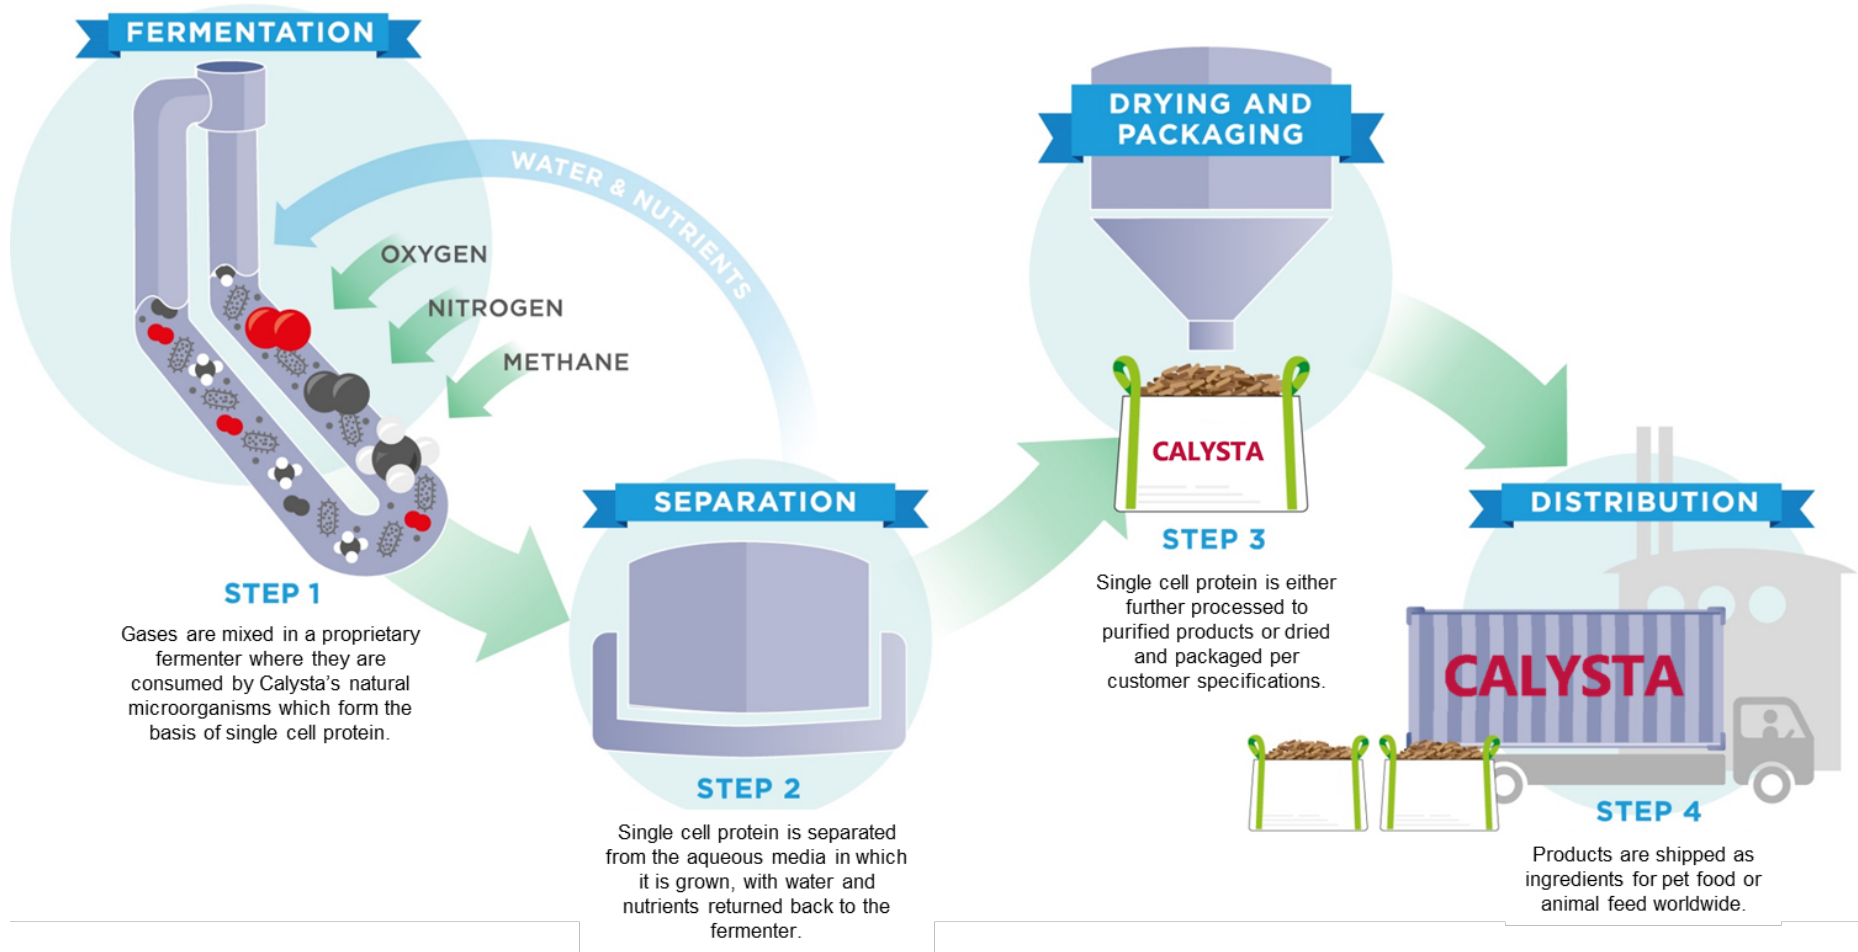 FERMENTATION
WATER & NUTRIENTS
OXYGEN
NITROGEN
METHANE
STEP 1
Gases are mixed in a proprietary
fermenter where they are
consumed by Calysta's natural
microorganisms which form the
basis of single cell protein.
SEPARATION
STEP 2
Single cell protein is separated
from the aqueous media in which
it is grown, with water and
nutrients returned back to the
fermenter.
DRYING AND
PACKAGING
CALYSTA
STEP 3
Single cell protein is either
further processed to
purified products or dried
and packaged per
customer specifications.
DISTRIBUTION
CALYSTA
STEP 4
Products are shipped as
ingredients for pet food or
animal feed worldwide.